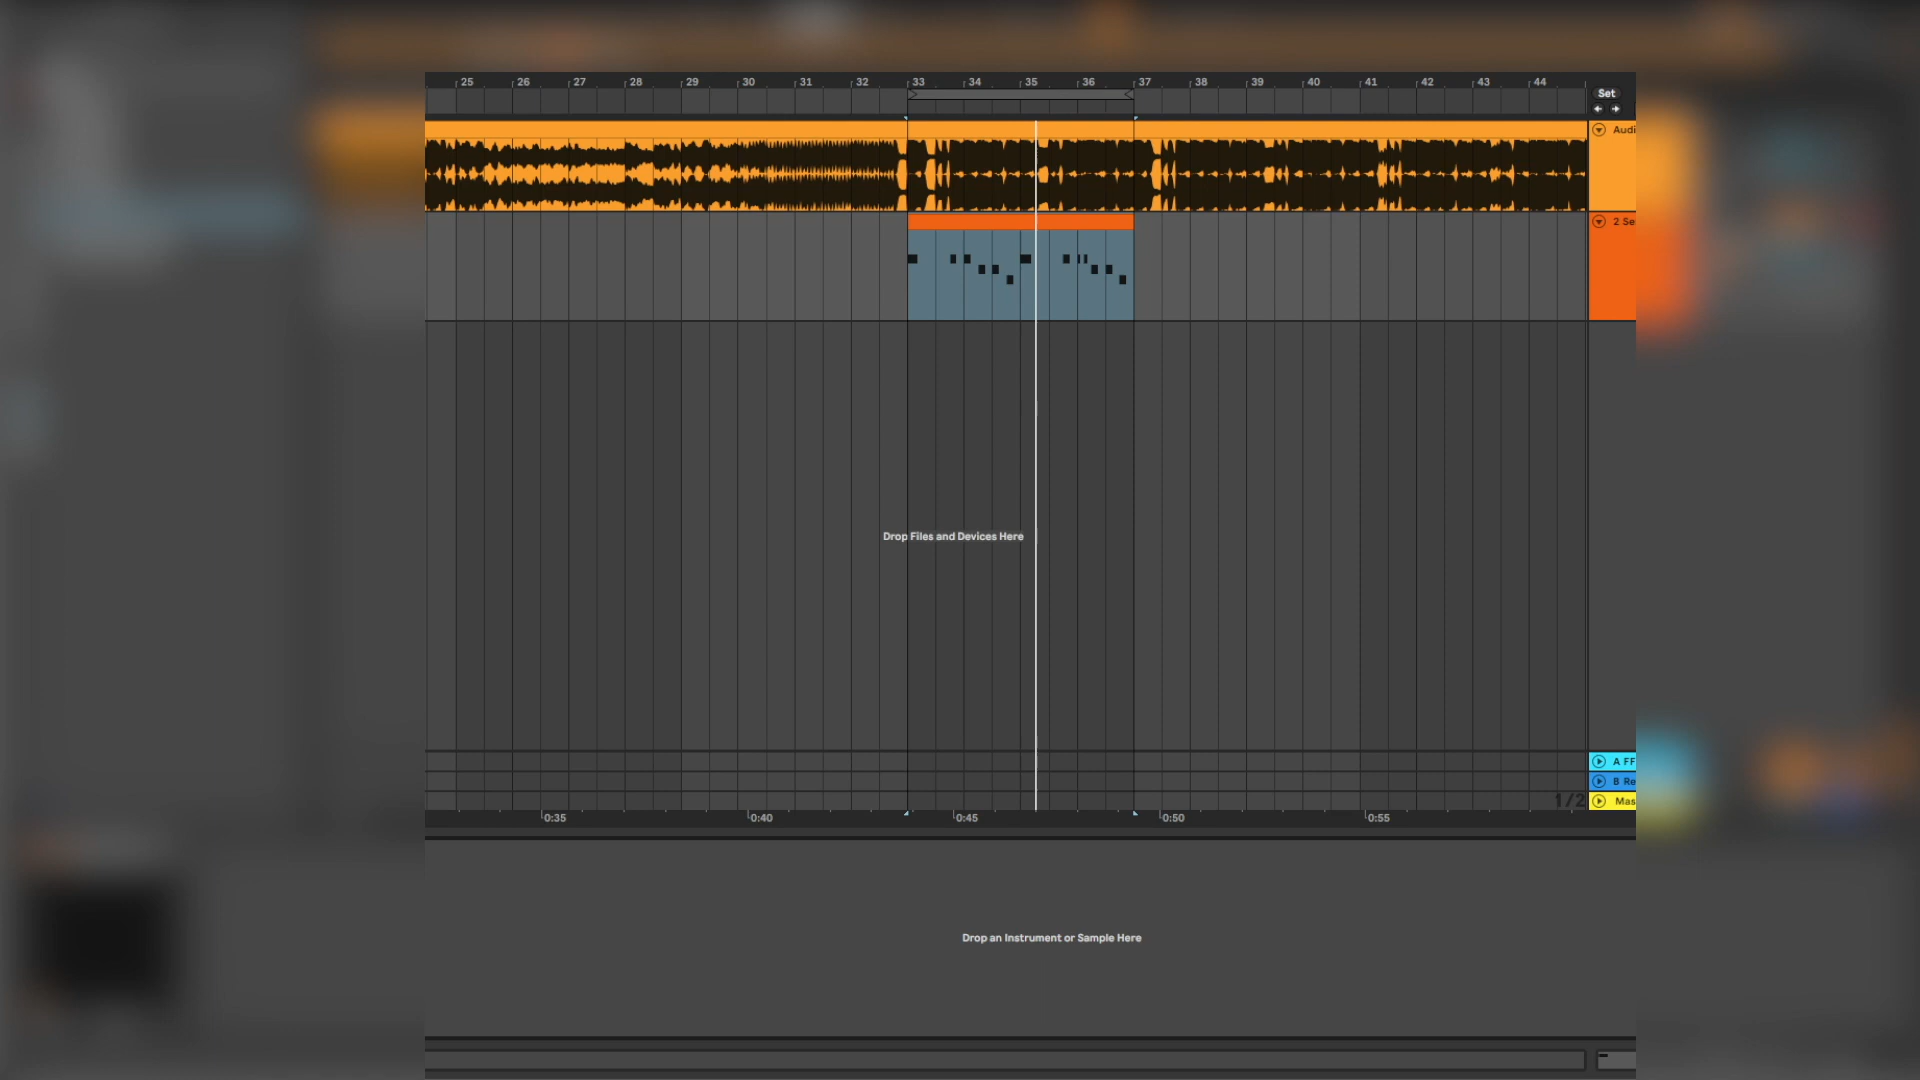 25 26 27 28 29 30 31 32 33 34 35 36 37 38 39 40 41 42 43 44
Set
Audi
2 Se
Drop Files and Devices Here
A FF
B Re
1/2 Mas
0:35 0:40 0:45 0:50 0:55
Drop an Instrument or Sample Here